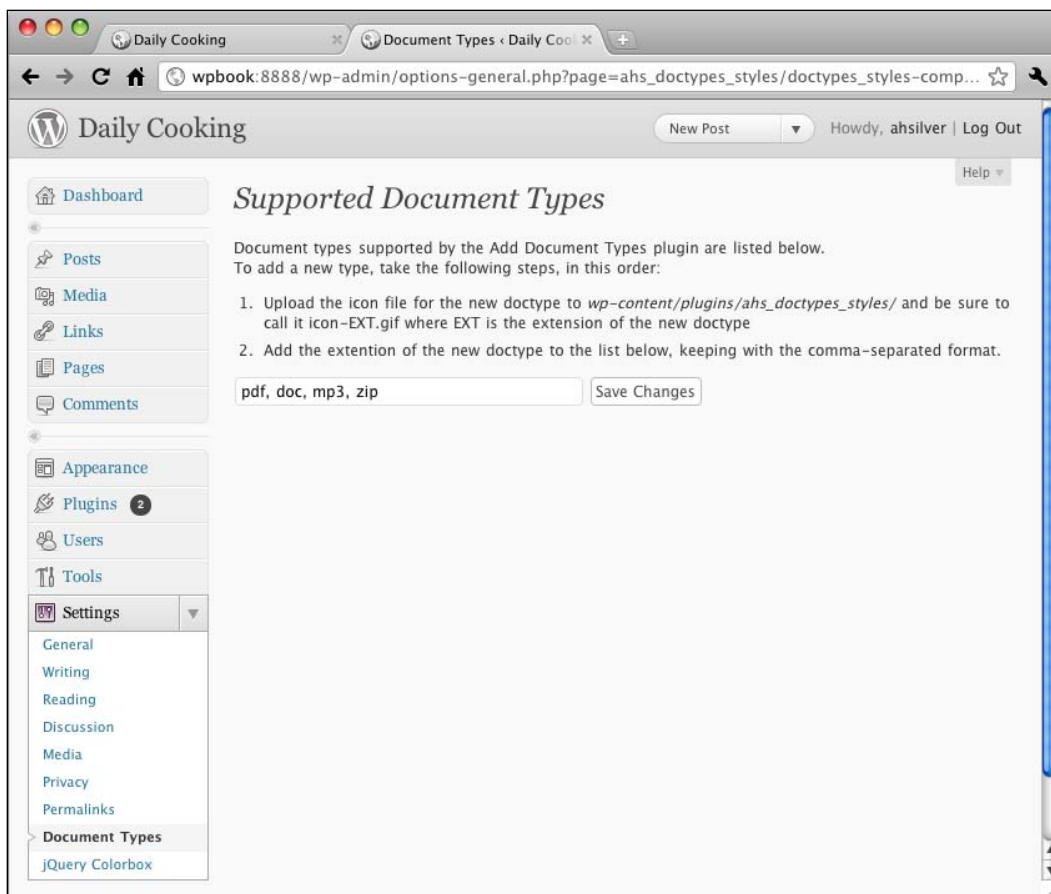 Daily Cooking
Document Types ‹ Daily Coo
wpbook:8888/wp-admin/options-general.php?page=ahs_doctypes_styles/doctypes_styles-comp...
Daily Cooking
New Post
Howdy, ahsilver | Log Out
Help
Dashboard
Posts
Media
Links
Pages
Comments
Appearance
Plugins 2
Users
Tools
Settings
General
Writing
Reading
Discussion
Media
Privacy
Permalinks
Document Types
jQuery Colorbox
Supported Document Types
Document types supported by the Add Document Types plugin are listed below.
To add a new type, take the following steps, in this order:
1. Upload the icon file for the new doctype to wp-content/plugins/ahs_doctypes_styles/ and be sure to
call it icon-EXT.gif where EXT is the extension of the new doctype
2. Add the extention of the new doctype to the list below, keeping with the comma-separated format.
pdf, doc, mp3, zip
Save Changes